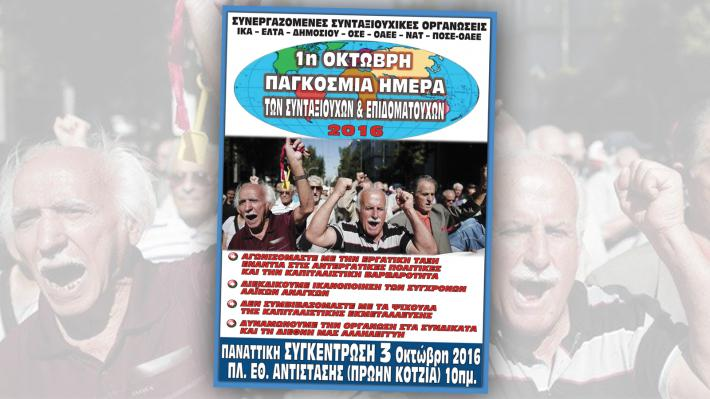 ΣΥΝΕΡΓΑΖΟΜΕΝΕΣ ΣΥΝΤΑΞΙΟΥΧΙΚΕΣ ΟΡΓΑΝΩΣΕΙΣ
ΙΚΑ – ΕΛΤΑ – ΔΗΜΟΣΙΟΥ – ΟΣΕ – ΟΑΕΕ – ΝΑΤ – ΠΟΣΕ-ΟΑΕΕ
1η ΟΚΤΩΒΡΗ
ΠΑΓΚΟΣΜΙΑ ΗΜΕΡΑ
ΤΩΝ ΣΥΝΤΑΞΙΟΥΧΩΝ & ΕΠΙΔΟΜΑΤΟΥΧΩΝ
2016
ΑΓΩΝΙΖΟΜΑΣΤΕ ΜΕ ΤΗΝ ΕΡΓΑΤΙΚΗ ΤΑΞΗ
ΕΝΑΝΤΙΑ ΣΤΙΣ ΑΝΤΕΡΓΑΤΙΚΕΣ ΠΟΛΙΤΙΚΕΣ
ΚΑΙ ΤΗΝ ΚΑΠΙΤΑΛΙΣΤΙΚΗ ΒΑΡΒΑΡΟΤΗΤΑ
ΔΙΕΚΔΙΚΟΥΜΕ ΙΚΑΝΟΠΟΙΗΣΗ ΤΩΝ ΣΥΓΧΡΟΝΩΝ
ΛΑΪΚΩΝ ΑΝΑΓΚΩΝ
ΔΕΝ ΣΥΜΒΙΒΑΖΟΜΑΣΤΕ ΜΕ ΤΑ ΨΙΧΟΥΛΑ
ΤΗΣ ΚΑΠΙΤΑΛΙΣΤΙΚΗΣ ΕΚΜΕΤΑΛΛΕΥΣΗΣ
ΔΥΝΑΜΩΝΟΥΜΕ ΤΗΝ ΟΡΓΑΝΩΣΗ ΣΤΑ ΣΥΝΔΙΚΑΤΑ
ΚΑΙ ΤΗ ΔΙΕΘΝΗ ΜΑΣ ΑΛΛΗΛΕΓΓΥΗ
ΠΑΝΑΤΤΙΚΗ ΣΥΓΚΕΝΤΡΩΣΗ 3 Οκτώβρη 2016
ΠΛ. ΕΘ. ΑΝΤΙΣΤΑΣΗΣ (ΠΡΩΗΝ ΚΟΤΖΙΑ) 10πμ.